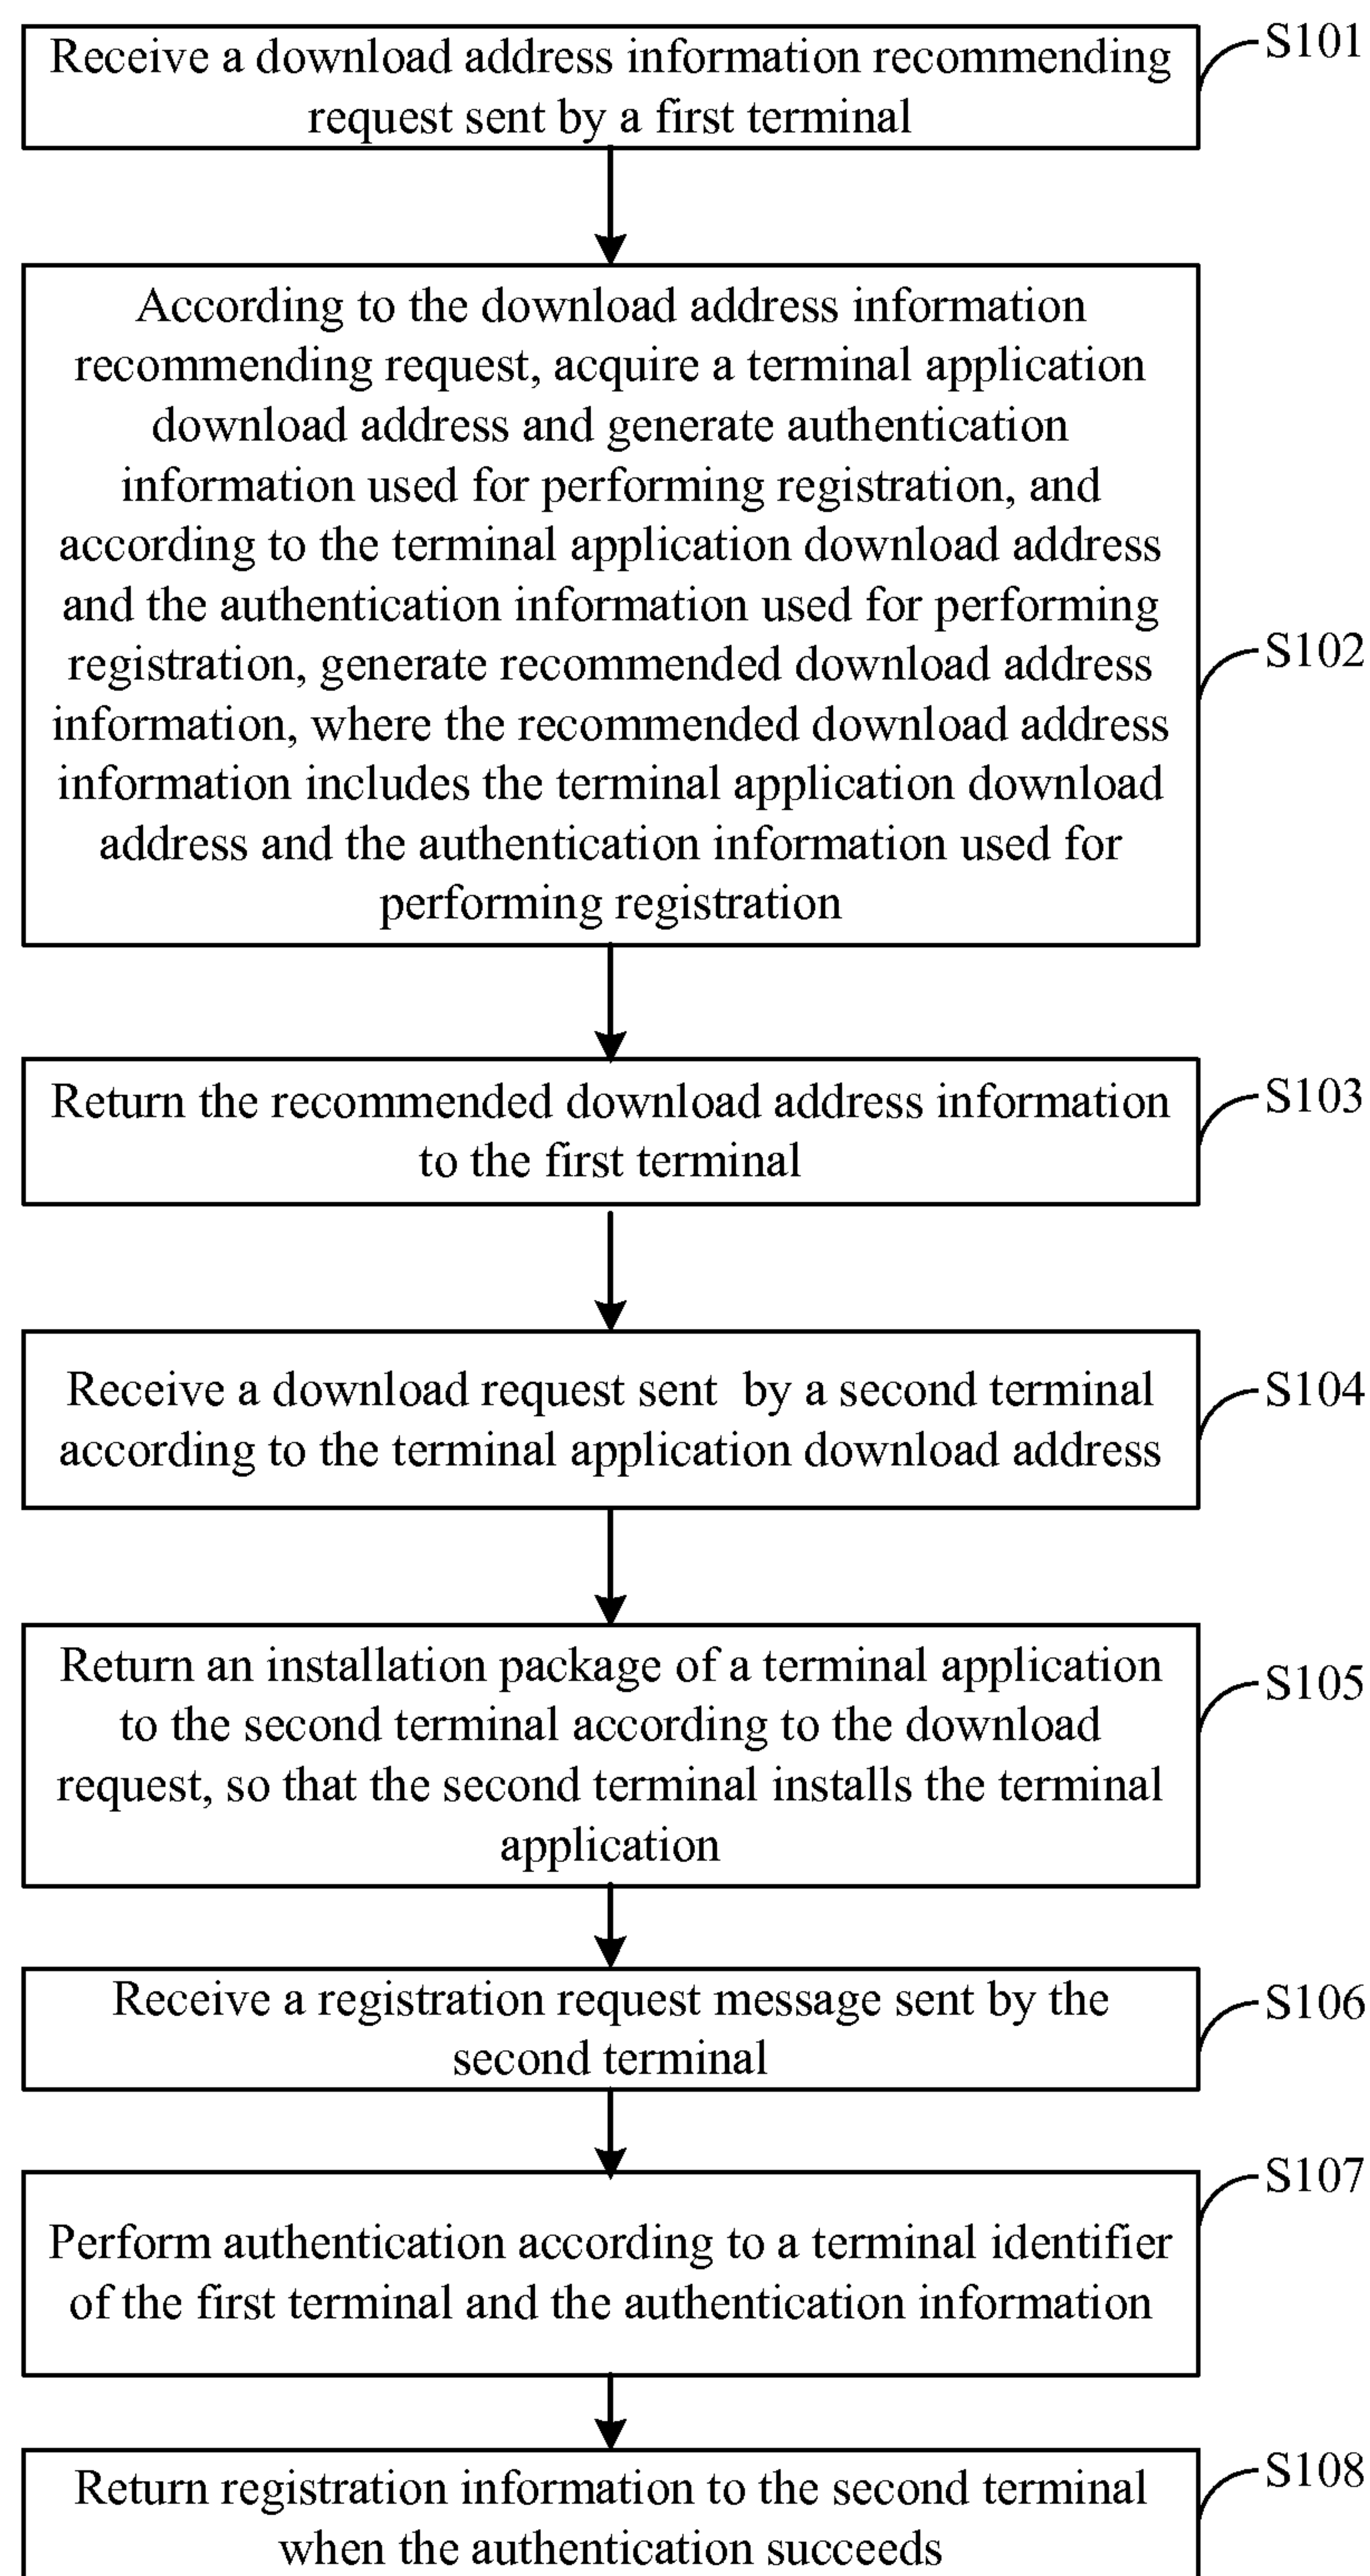 Receive a download address information recommending
request sent by a first terminal
S101
According to the download address information
recommending request, acquire a terminal application
download address and generate authentication
information used for performing registration, and
according to the terminal application download address
and the authentication information used for performing
registration, generate recommended download address
information, where the recommended download address
information includes the terminal application download
address and the authentication information used for
performing registration
S102
Return the recommended download address information
to the first terminal
S103
Receive a download request sent by a second terminal
according to the terminal application download address
S104
Return an installation package of a terminal application
to the second terminal according to the download
request, so that the second terminal installs the terminal
application
S105
Receive a registration request message sent by the
second terminal
S106
Perform authentication according to a terminal identifier
of the first terminal and the authentication information
S107
Return registration information to the second terminal
when the authentication succeeds
S108